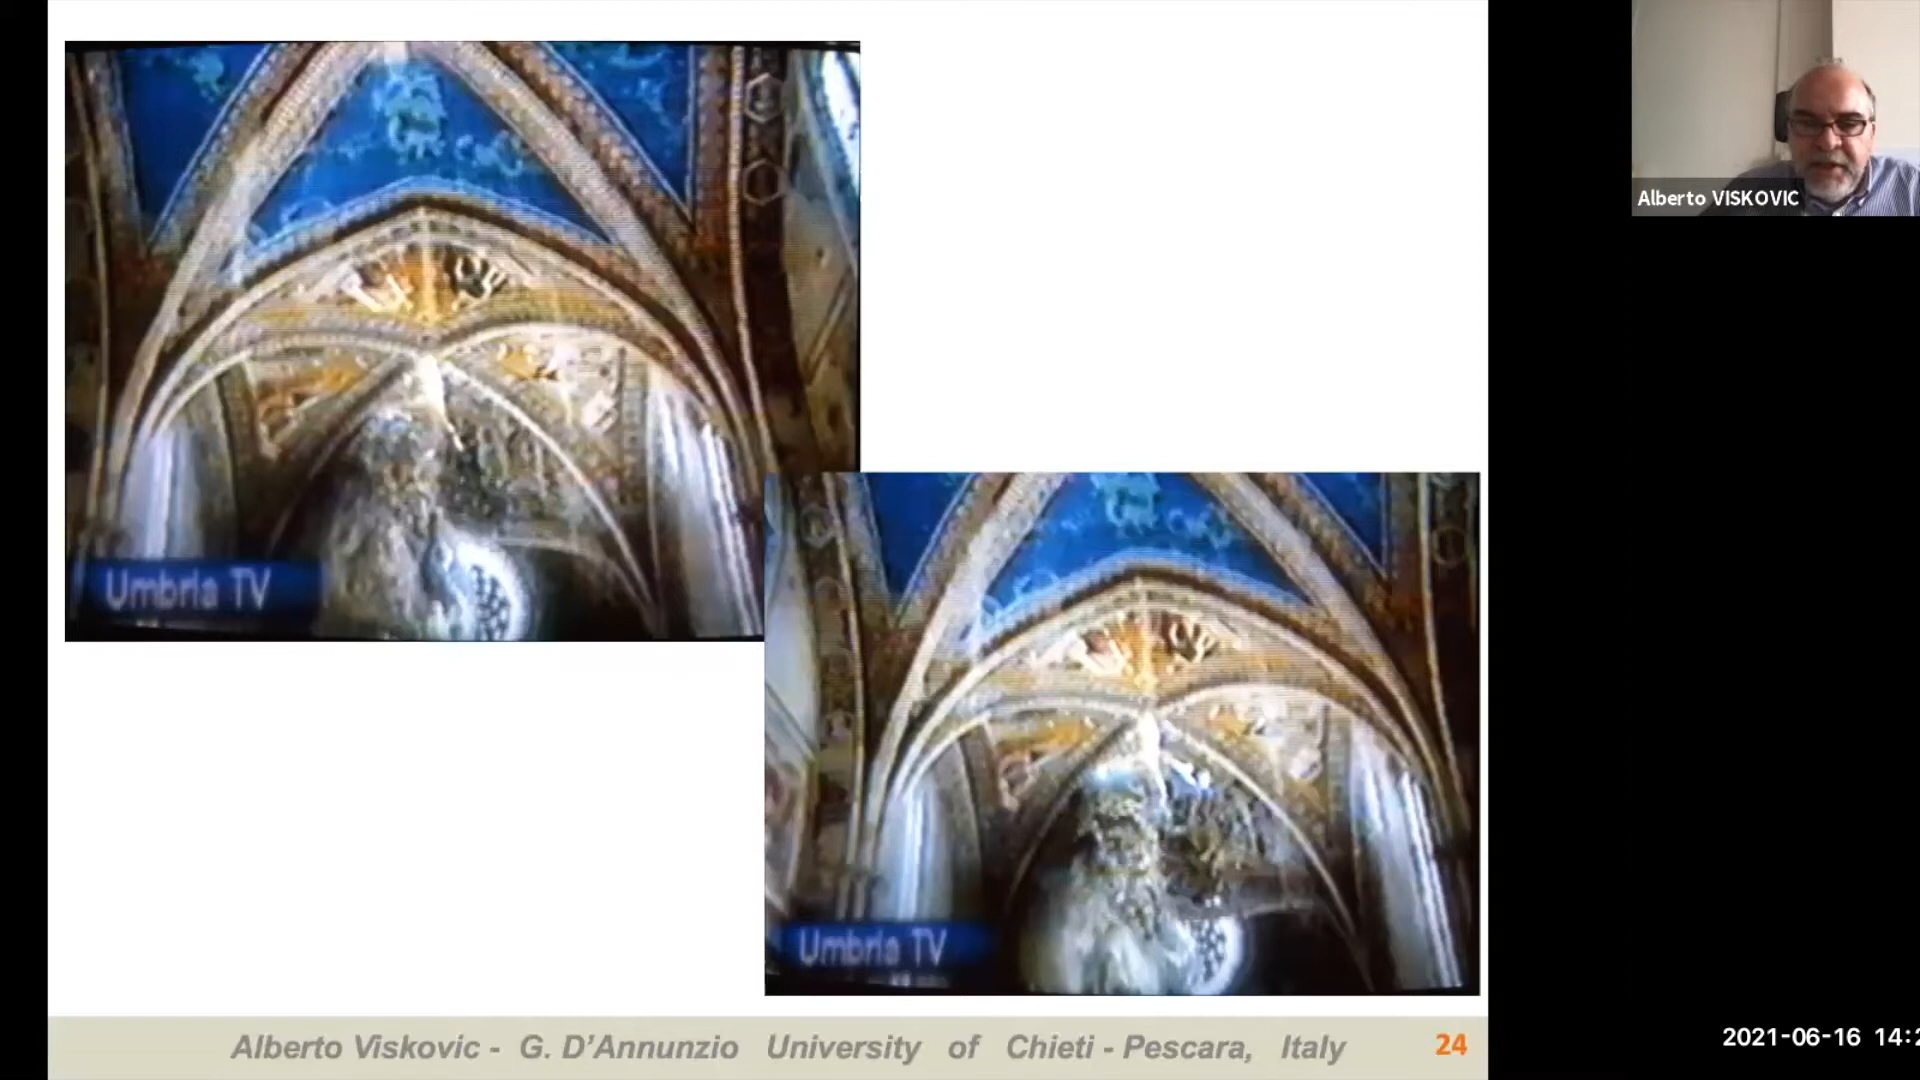 Alberto VISKOVIC
Umbria TV
Umbria TV
Alberto Viskovic - G. D'Annunzio University of Chieti - Pescara, Italy 24
2021-06-16 14:2